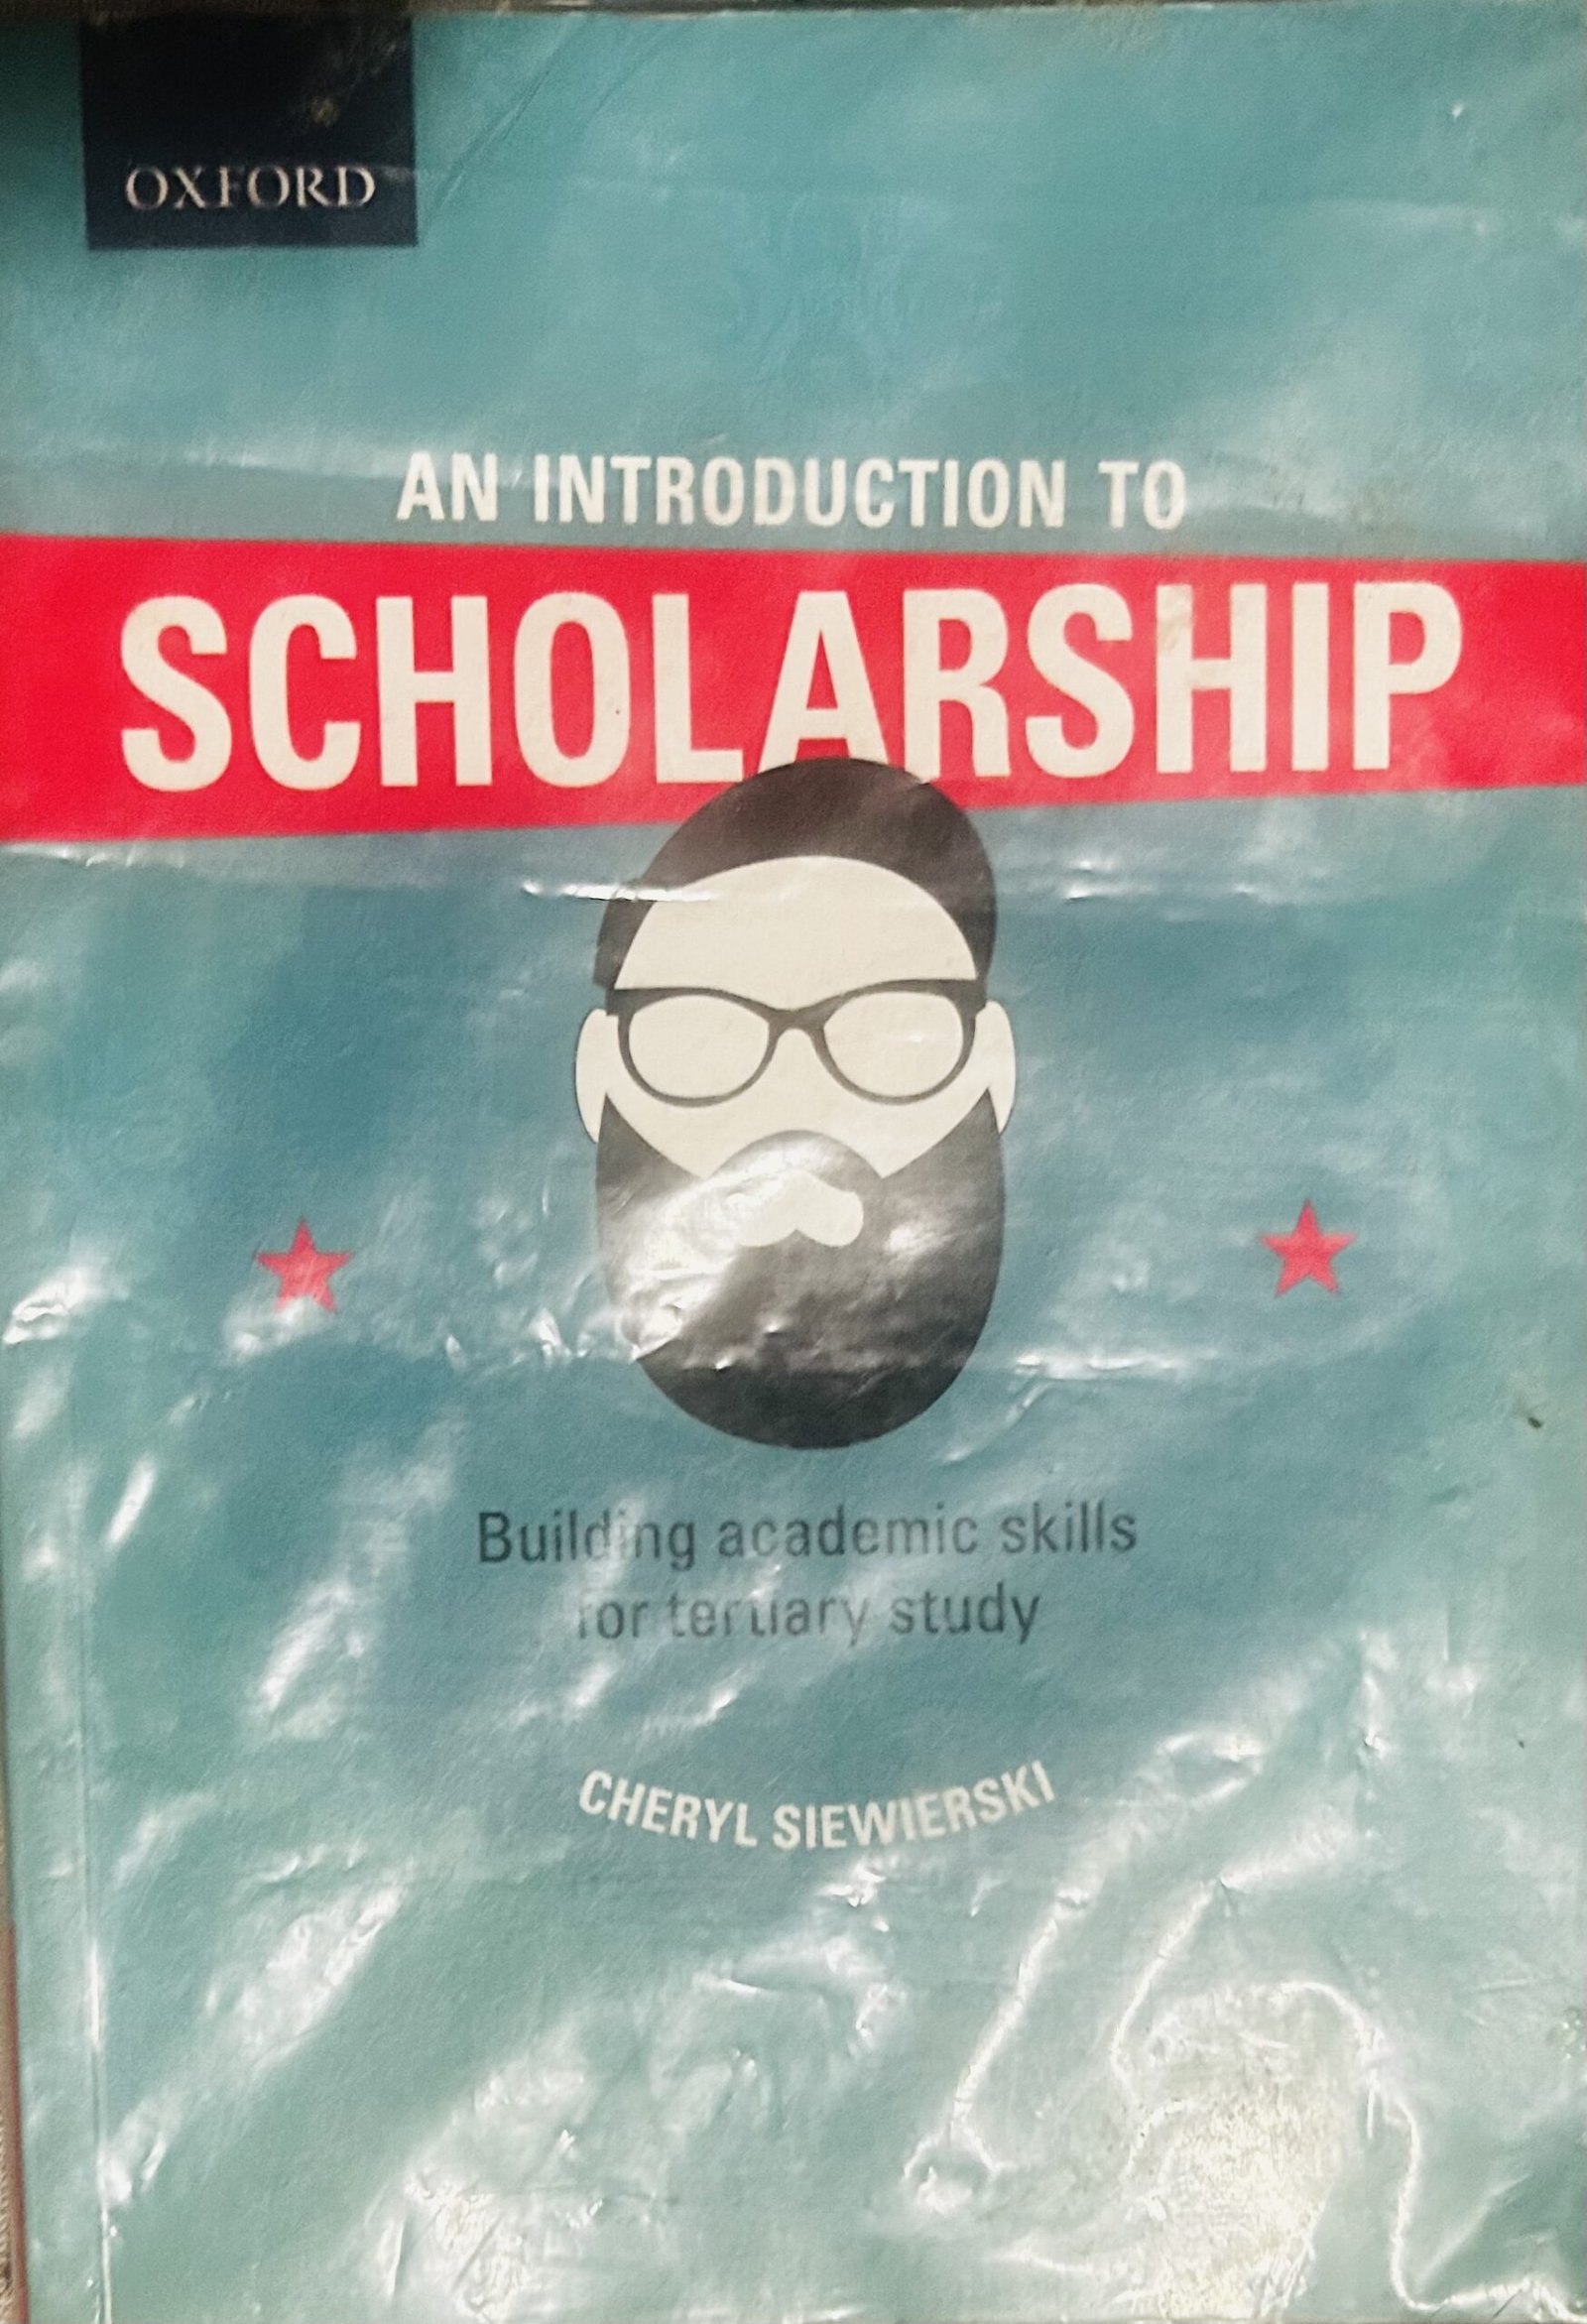 OXFORD
AN INTRODUCTION TO
SCHOLARSHIP
Building academic skills
for tertiary study
CHERYL SIEWIERSKI